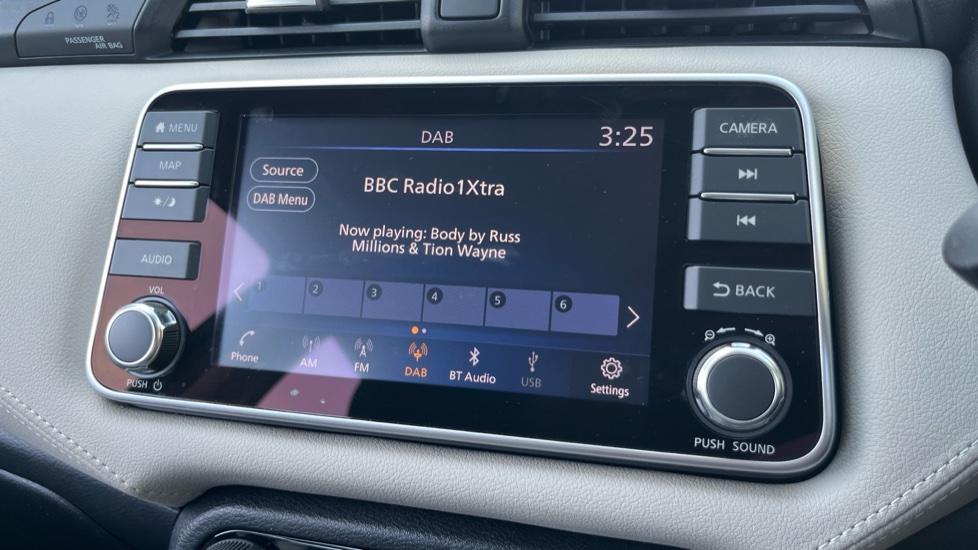 PASSENGER
AIR BAG
MENU
MAP
AUDIO
VOL
PUSH
DAB
3:25
Source
DAB Menu
BBC Radio1Xtra
Now playing: Body by Russ
Millions & Tion Wayne
1 2 3 4 5 6
Phone
AM
A
FM
DAB
BT Audio
USB
Settings
CAMERA
BACK
PUSH SOUND